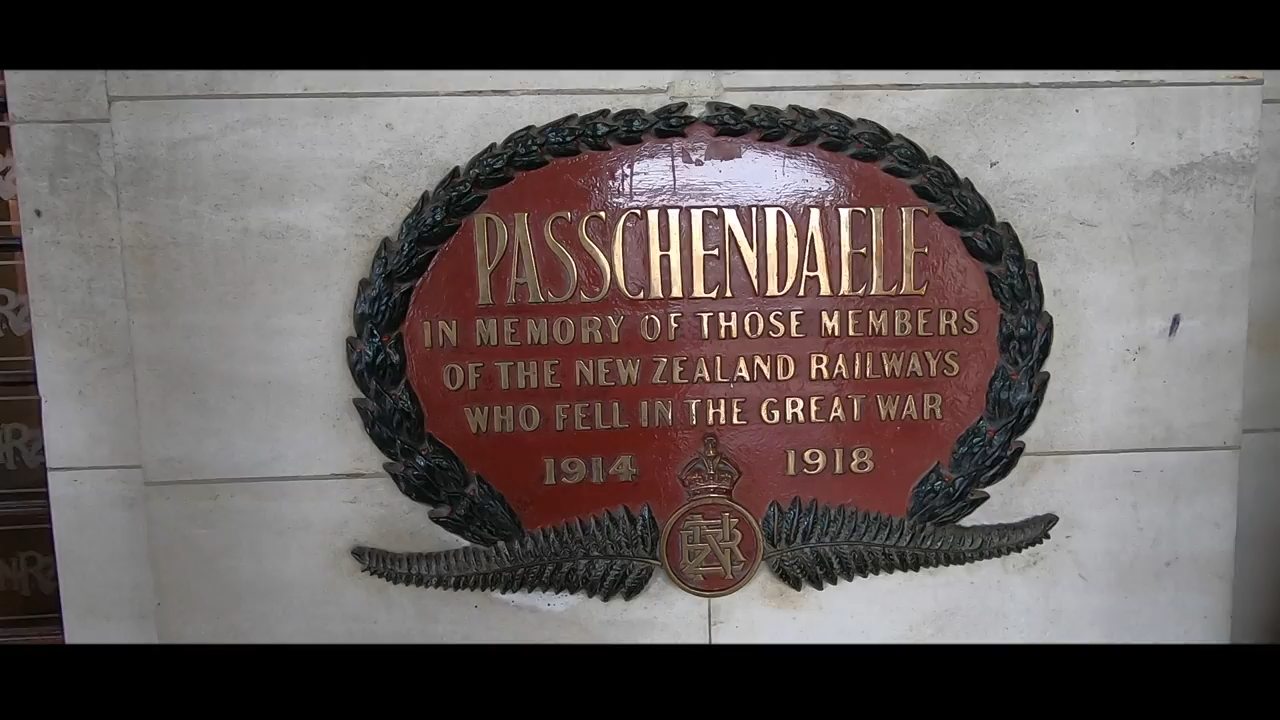 PASSCHENDAELE
IN MEMORY OF THOSE MEMBERS
OF THE NEW ZEALAND RAILWAYS
WHO FELL IN THE GREAT WAR
1914 1918